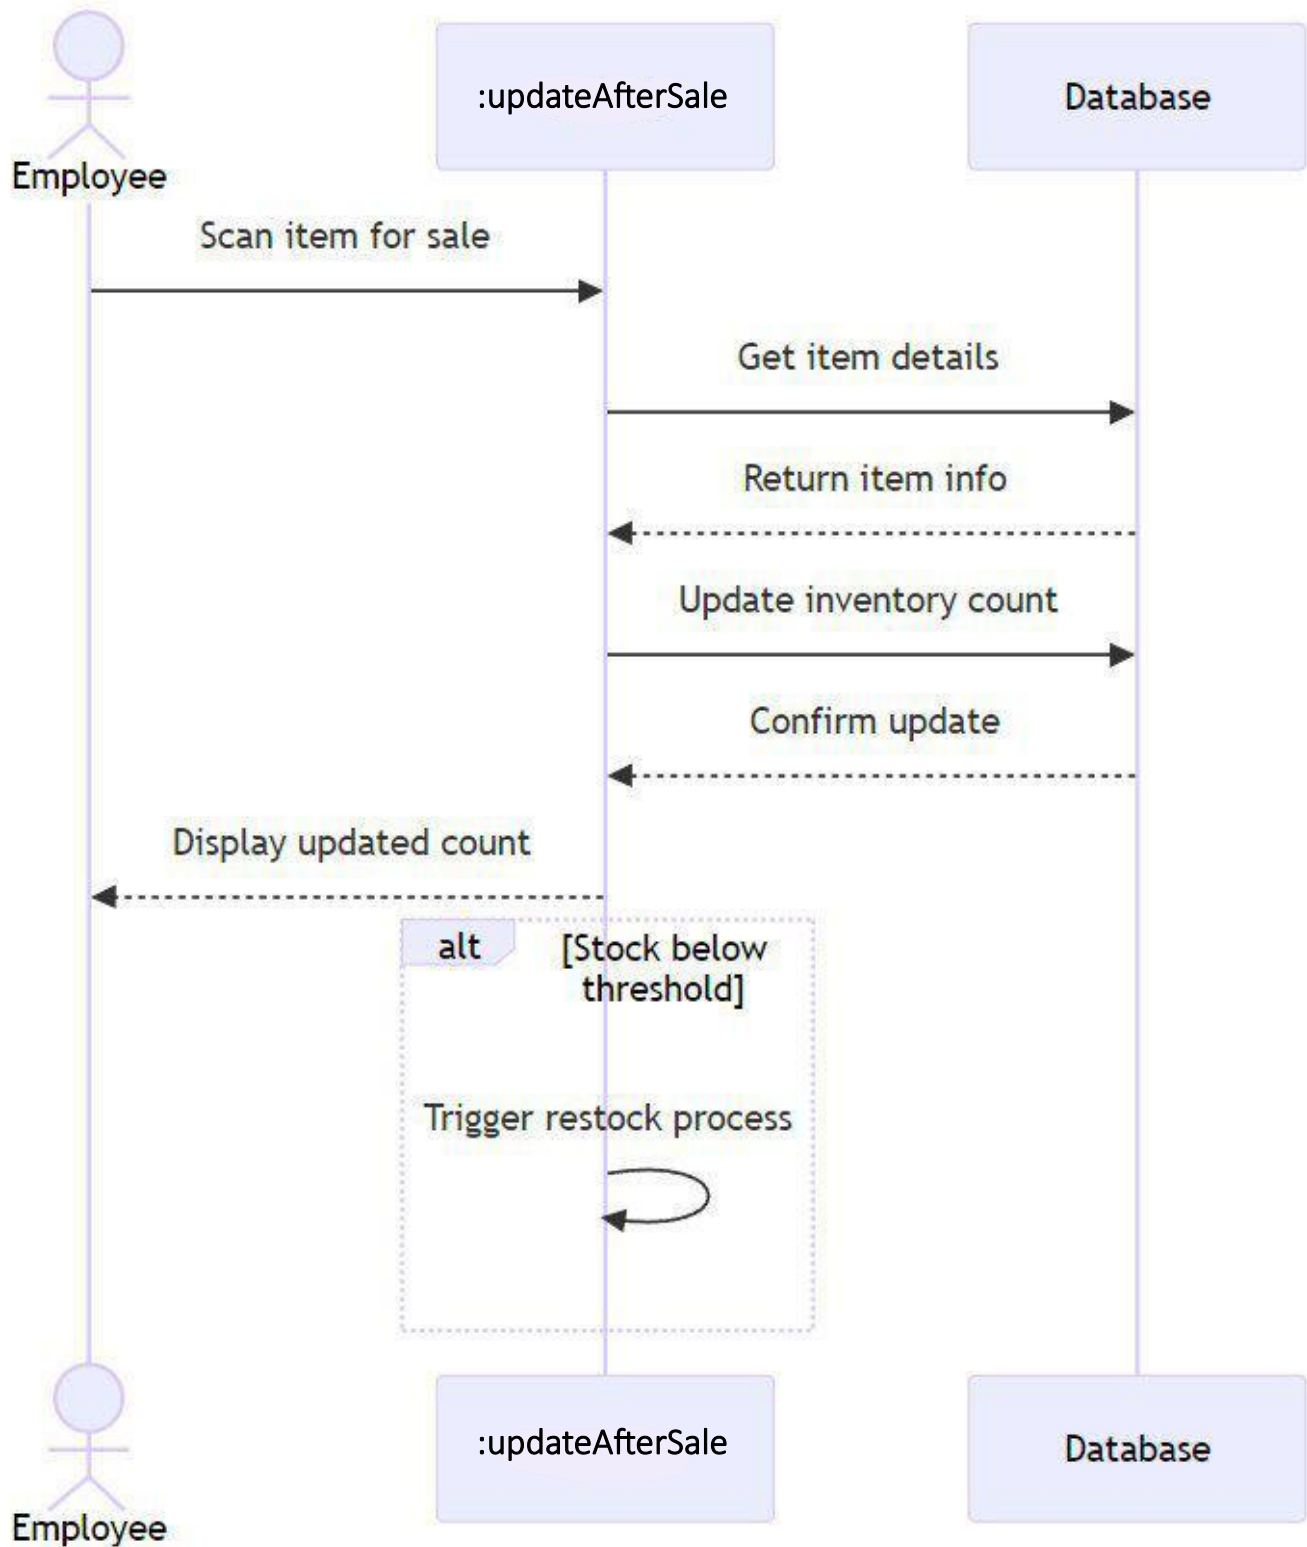 :updateAfterSale
Database
Employee
Scan item for sale
Get item details
Return item info
Update inventory count
Confirm update
Display updated count
alt
[Stock below
threshold]
Trigger restock process
:updateAfterSale
Database
Employee